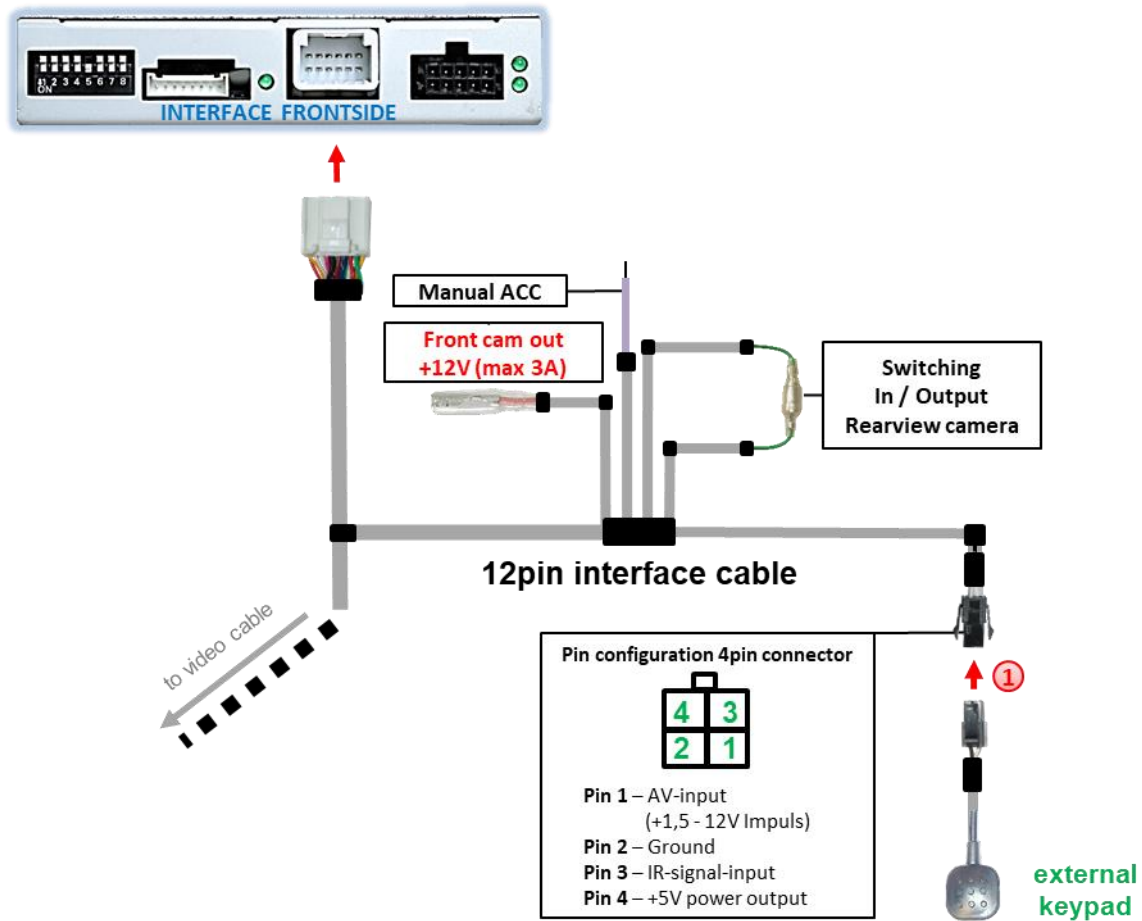 1 2 3 4 5 6 7 8
ON
INTERFACE FRONTSIDE
Manual ACC
Front cam out
+12V (max 3A)
Switching
In / Output
Rearview camera
12pin interface cable
to video cable
Pin configuration 4pin connector
4 3
2 1
Pin 1 – AV-input
(+1,5 - 12V Impuls)
Pin 2 – Ground
Pin 3 – IR-signal-input
Pin 4 – +5V power output
1
external
keypad